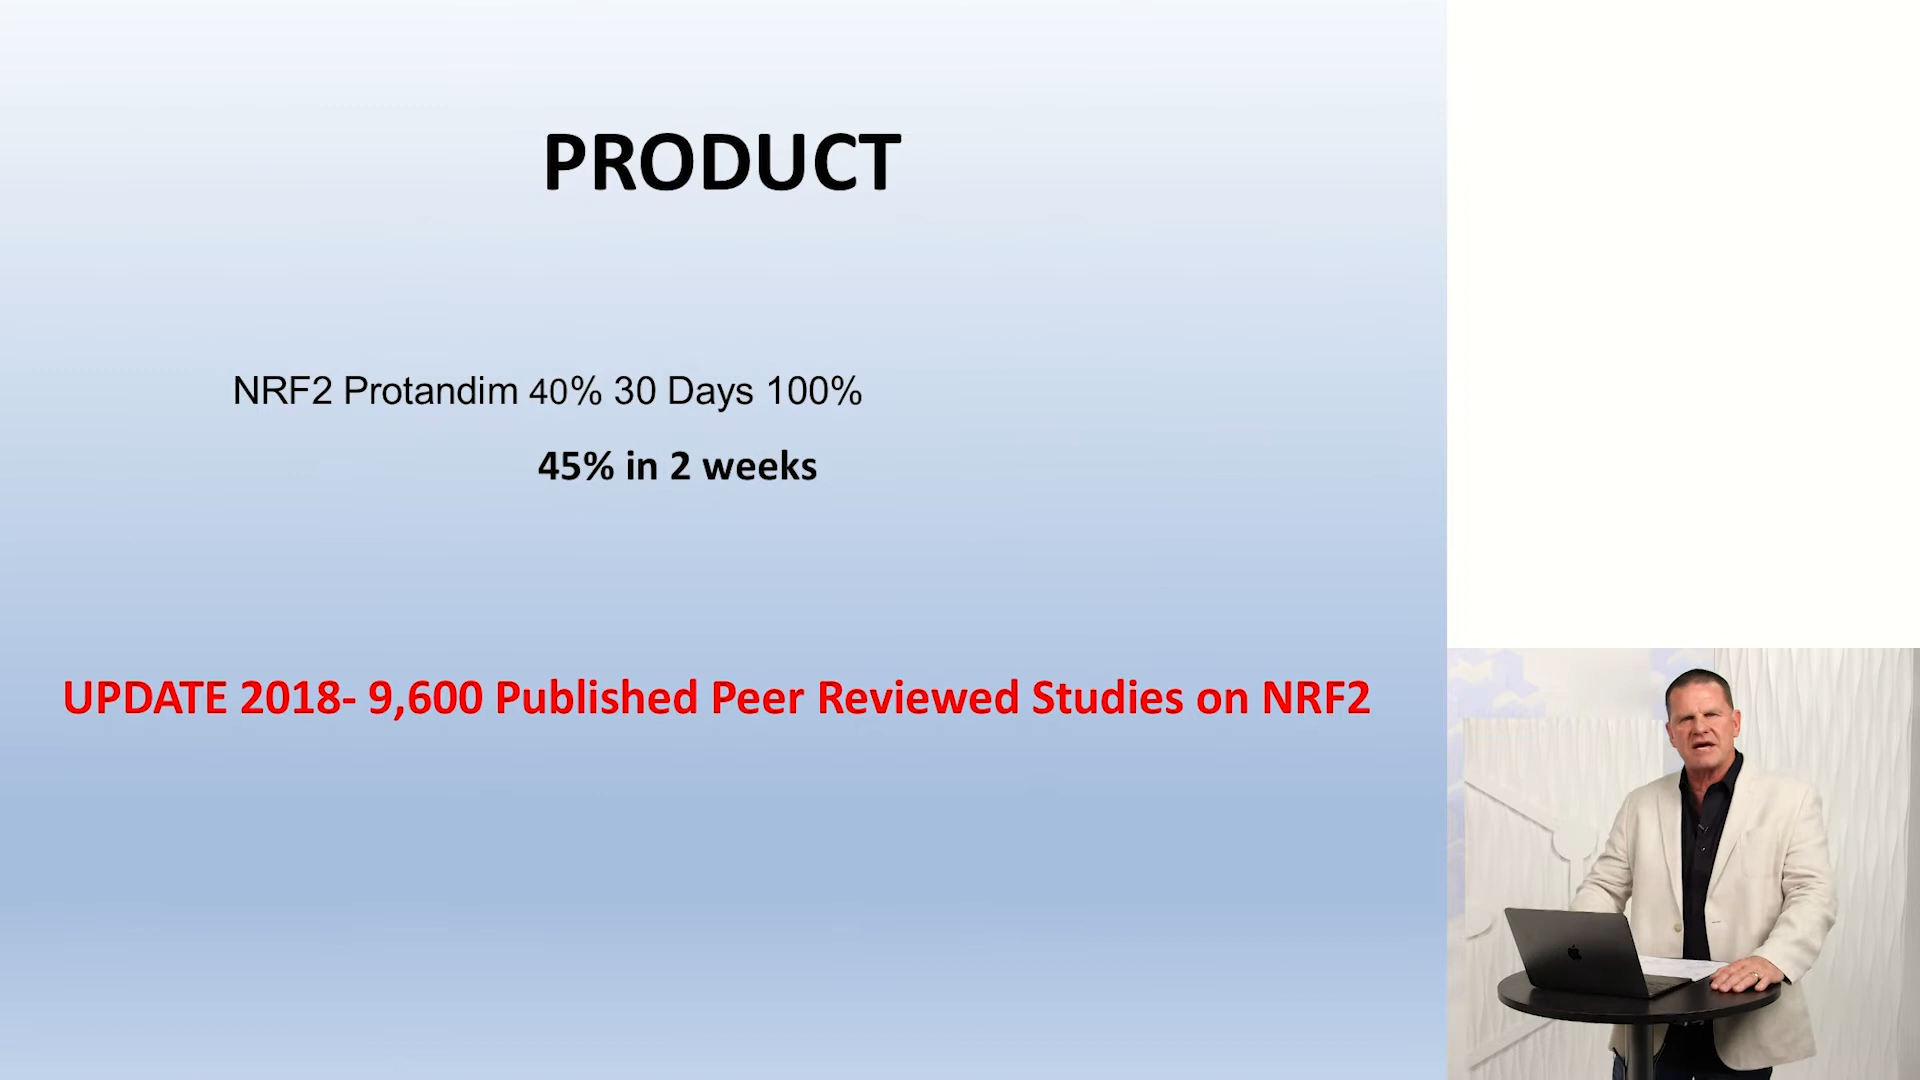 PRODUCT
NRF2 Protandim 40% 30 Days 100%
45% in 2 weeks
UPDATE 2018- 9,600 Published Peer Reviewed Studies on NRF2